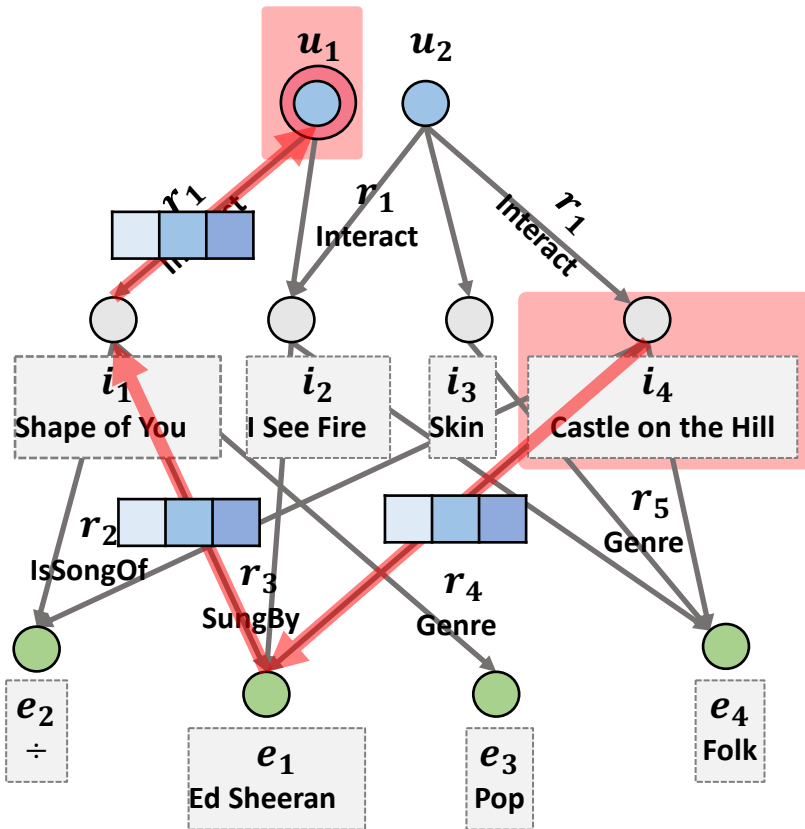 u₁ u₂
r₁
r₁
Interact
r₁
Interact
i₁
Shape of You
i₂
I See Fire
i₃
Skin
i₄
Castle on the Hill
r₂
IsSongOf
r₃
SungBy
r₄
Genre
r₅
Genre
e₂
÷
e₁
Ed Sheeran
e₃
Pop
e₄
Folk